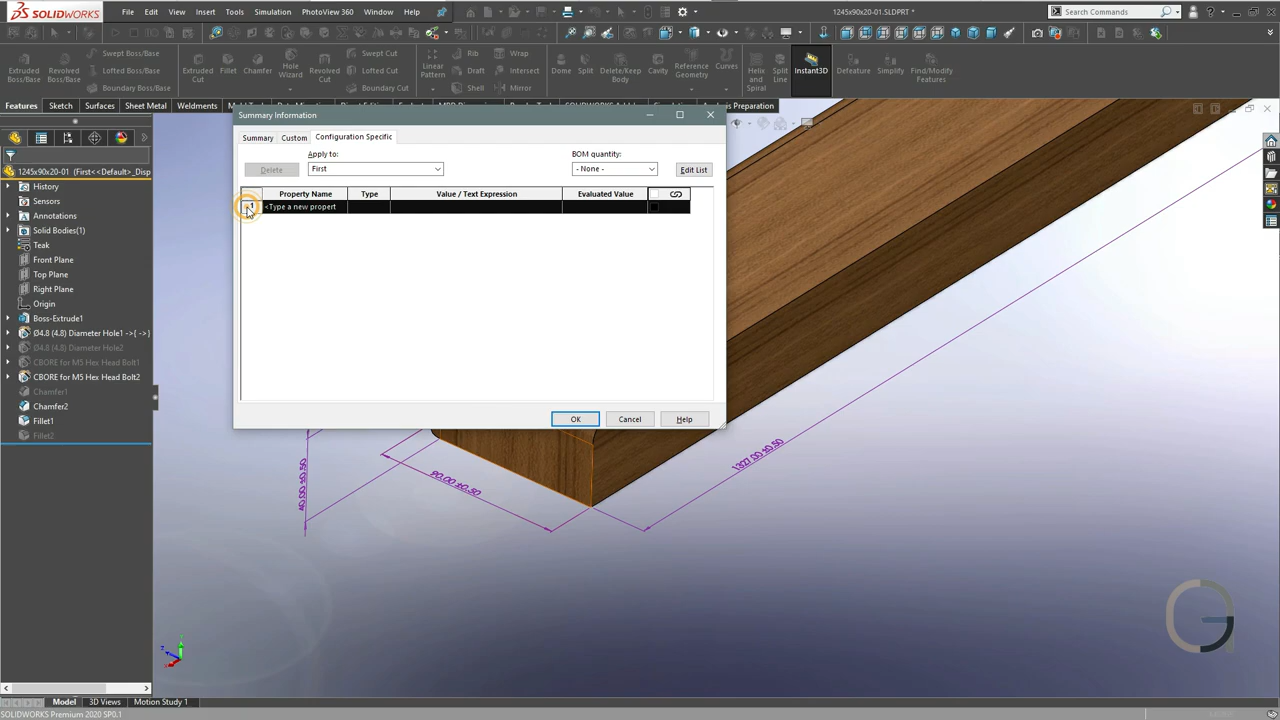 SOLIDWORKS File Edit View Insert Tools Simulation PhotoView 360 Window Help 1245x90x20-01.SLDPRT * Search Commands
Extruded Boss/Base
Revolved Boss/Base
Swept Boss/Base
Lofted Boss/Base
Boundary Boss/Base
Extruded Cut
Fillet
Chamfer
Hole Wizard
Revolved Cut
Swept Cut
Lofted Cut
Boundary Cut
Linear Pattern
Rib
Draft
Shell
Wrap
Intersect
Mirror
Dome
Split
Delete/Keep Body
Cavity
Reference Geometry
Curves
Helix and Spiral
Split Line
Instant3D
Defeature
Simplify
Find/Modify Features
Features Sketch Surfaces Sheet Metal Weldments
Summary Information
Summary Custom Configuration Specific
Apply to:
BOM quantity:
Delete
First
- None -
Edit List
Property Name Type Value / Text Expression Evaluated Value
1 <Type a new propert
OK Cancel Help
1245x90x20-01 (First<<Default>_Disp
History
Sensors
Annotations
Solid Bodies(1)
Teak
Front Plane
Top Plane
Right Plane
Origin
Boss-Extrude1
Ø4.8 (4.8) Diameter Hole1 ->{ ->}
Ø4.8 (4.8) Diameter Hole2
CBORE for M5 Hex Head Bolt1
CBORE for M5 Hex Head Bolt2
Chamfer1
Chamfer2
Fillet1
Fillet2
40.00 ±0.50
90.00 ±0.50
1327.00 ±0.50
Model 3D Views Motion Study 1
SOLIDWORKS Premium 2020 SP0.1